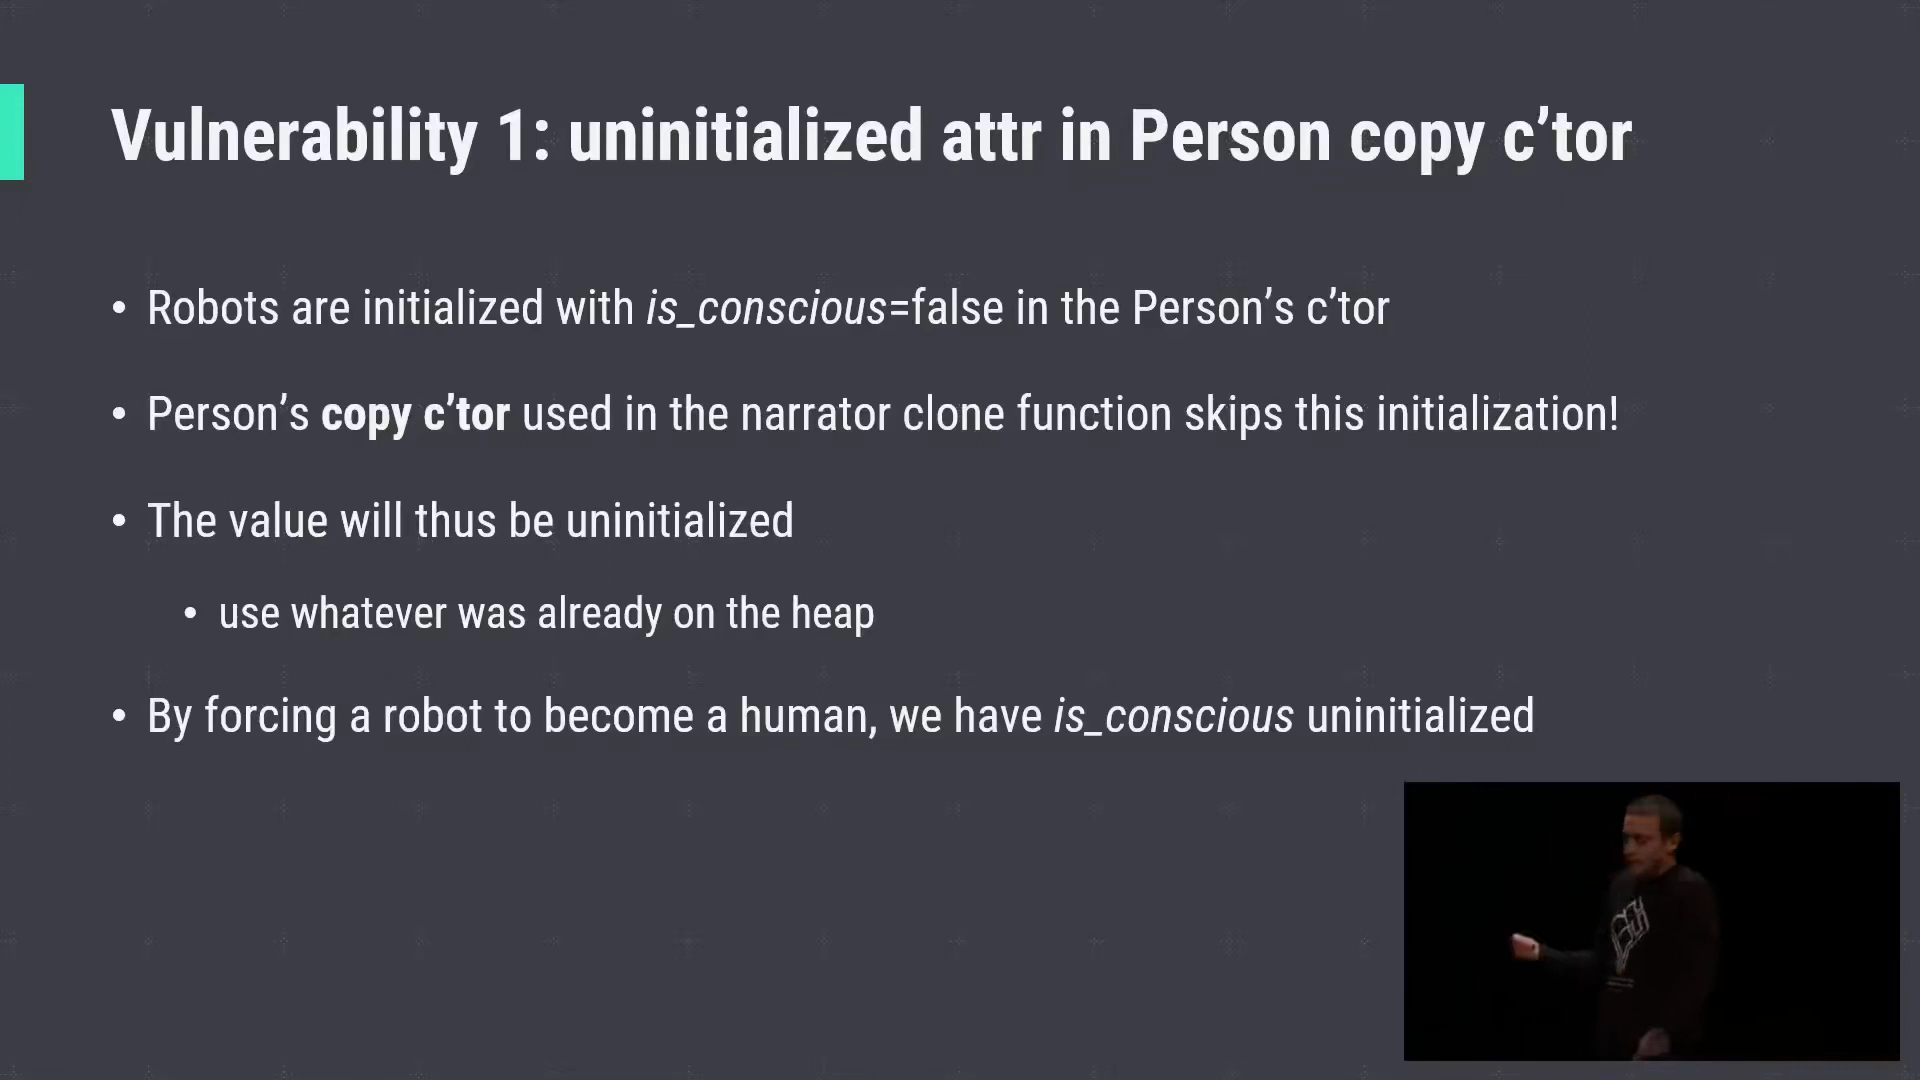 Vulnerability 1: uninitialized attr in Person copy c’tor
• Robots are initialized with is_conscious=false in the Person’s c’tor
• Person’s copy c’tor used in the narrator clone function skips this initialization!
• The value will thus be uninitialized
• use whatever was already on the heap
• By forcing a robot to become a human, we have is_conscious uninitialized